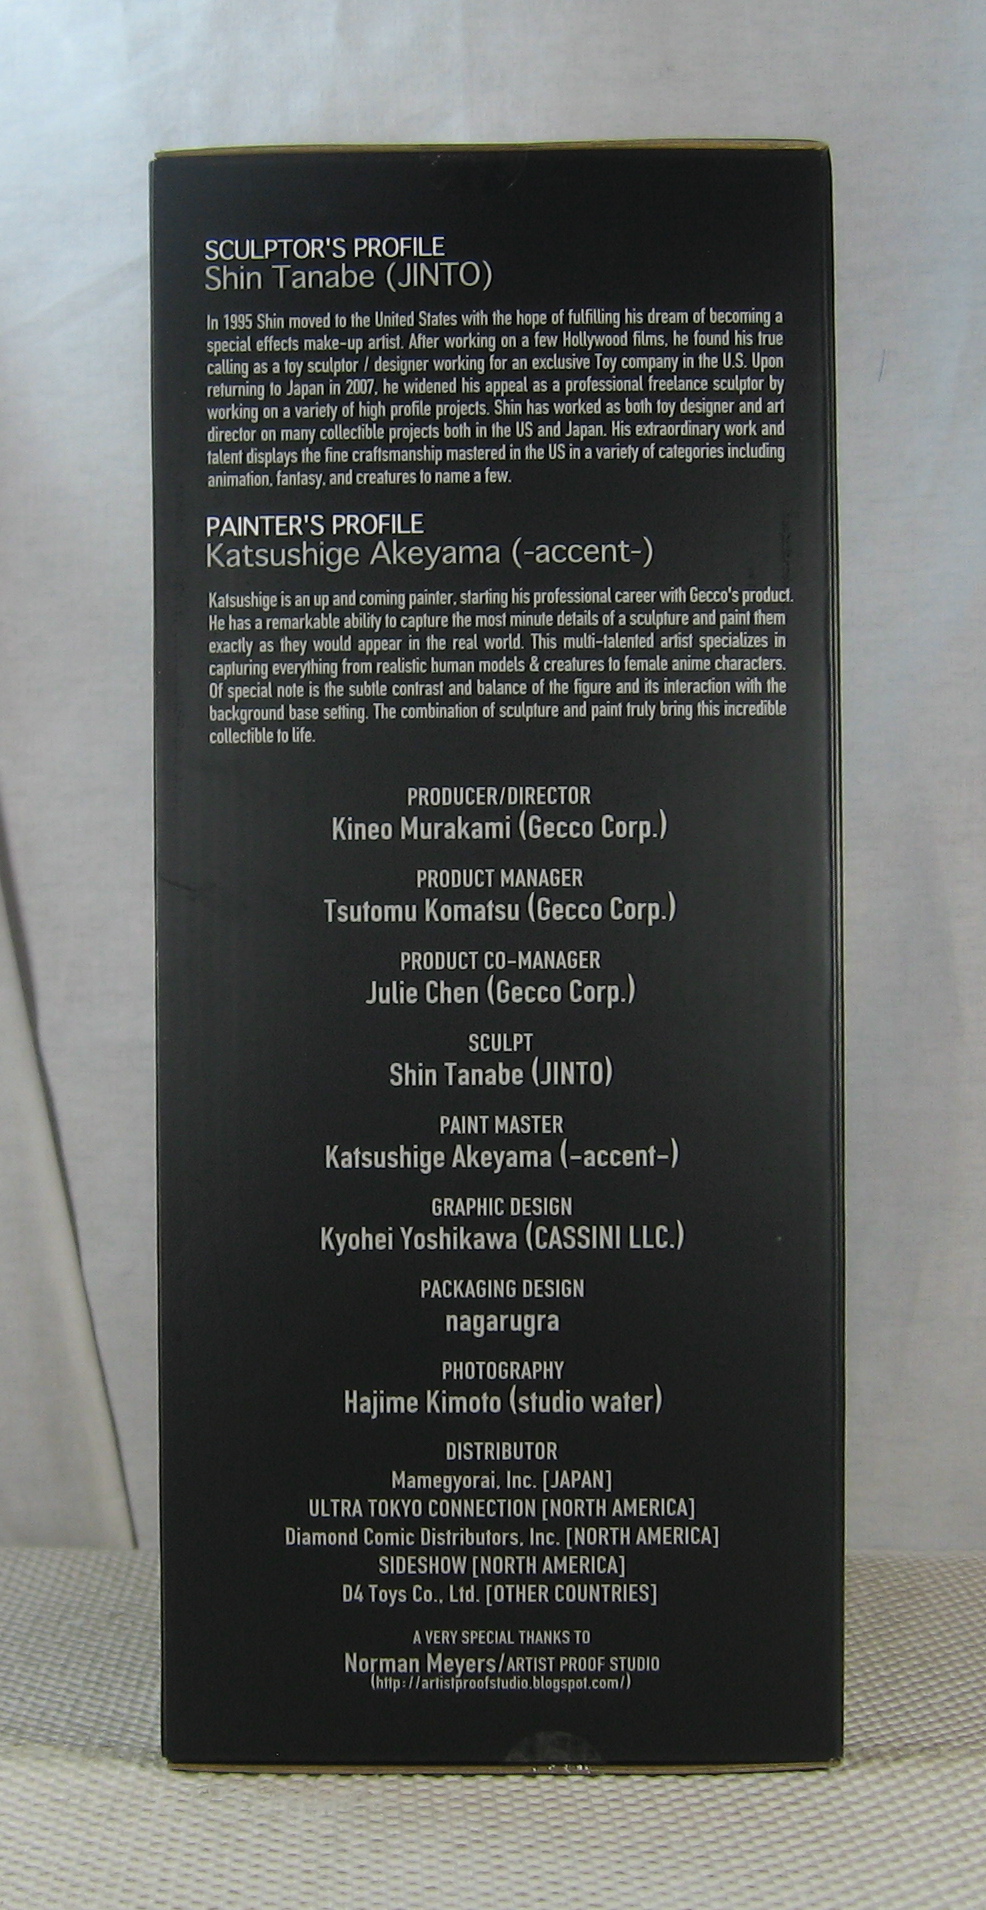 SCULPTOR'S PROFILE
Shin Tanabe (JINTO)
In 1995 Shin moved to the United States with the hope of fulfilling his dream of becoming a
special effects make-up artist. After working on a few Hollywood films, he found his true
calling as a toy sculptor / designer working for an exclusive Toy company in the U.S. Upon
returning to Japan in 2007, he widened his appeal as a professional freelance sculptor by
working on a variety of high profile projects. Shin has worked as both toy designer and art
director on many collectible projects both in the US and Japan. His extraordinary work and
talent displays the fine craftsmanship mastered in the US in a variety of categories including
animation, fantasy, and creatures to name a few.
PAINTER'S PROFILE
Katsushige Akeyama (-accent-)
Katsushige is an up and coming painter, starting his professional career with Gecco's product.
He has a remarkable ability to capture the most minute details of a sculpture and paint them
exactly as they would appear in the real world. This multi-talented artist specializes in
capturing everything from realistic human models & creatures to female anime characters.
Of special note is the subtle contrast and balance of the figure and its interaction with the
background base setting. The combination of sculpture and paint truly bring this incredible
collectible to life.
PRODUCER/DIRECTOR
Kineo Murakami (Gecco Corp.)
PRODUCT MANAGER
Tsutomu Komatsu (Gecco Corp.)
PRODUCT CO-MANAGER
Julie Chen (Gecco Corp.)
SCULPT
Shin Tanabe (JINTO)
PAINT MASTER
Katsushige Akeyama (-accent-)
GRAPHIC DESIGN
Kyohei Yoshikawa (CASSINI LLC.)
PACKAGING DESIGN
nagarugra
PHOTOGRAPHY
Hajime Kimoto (studio water)
DISTRIBUTOR
Mamegyorai, Inc. [JAPAN]
ULTRA TOKYO CONNECTION [NORTH AMERICA]
Diamond Comic Distributors, Inc. [NORTH AMERICA]
SIDESHOW [NORTH AMERICA]
D4 Toys Co., Ltd. [OTHER COUNTRIES]
A VERY SPECIAL THANKS TO
Norman Meyers/ARTIST PROOF STUDIO
(http://artistproofstudio.blogspot.com/)